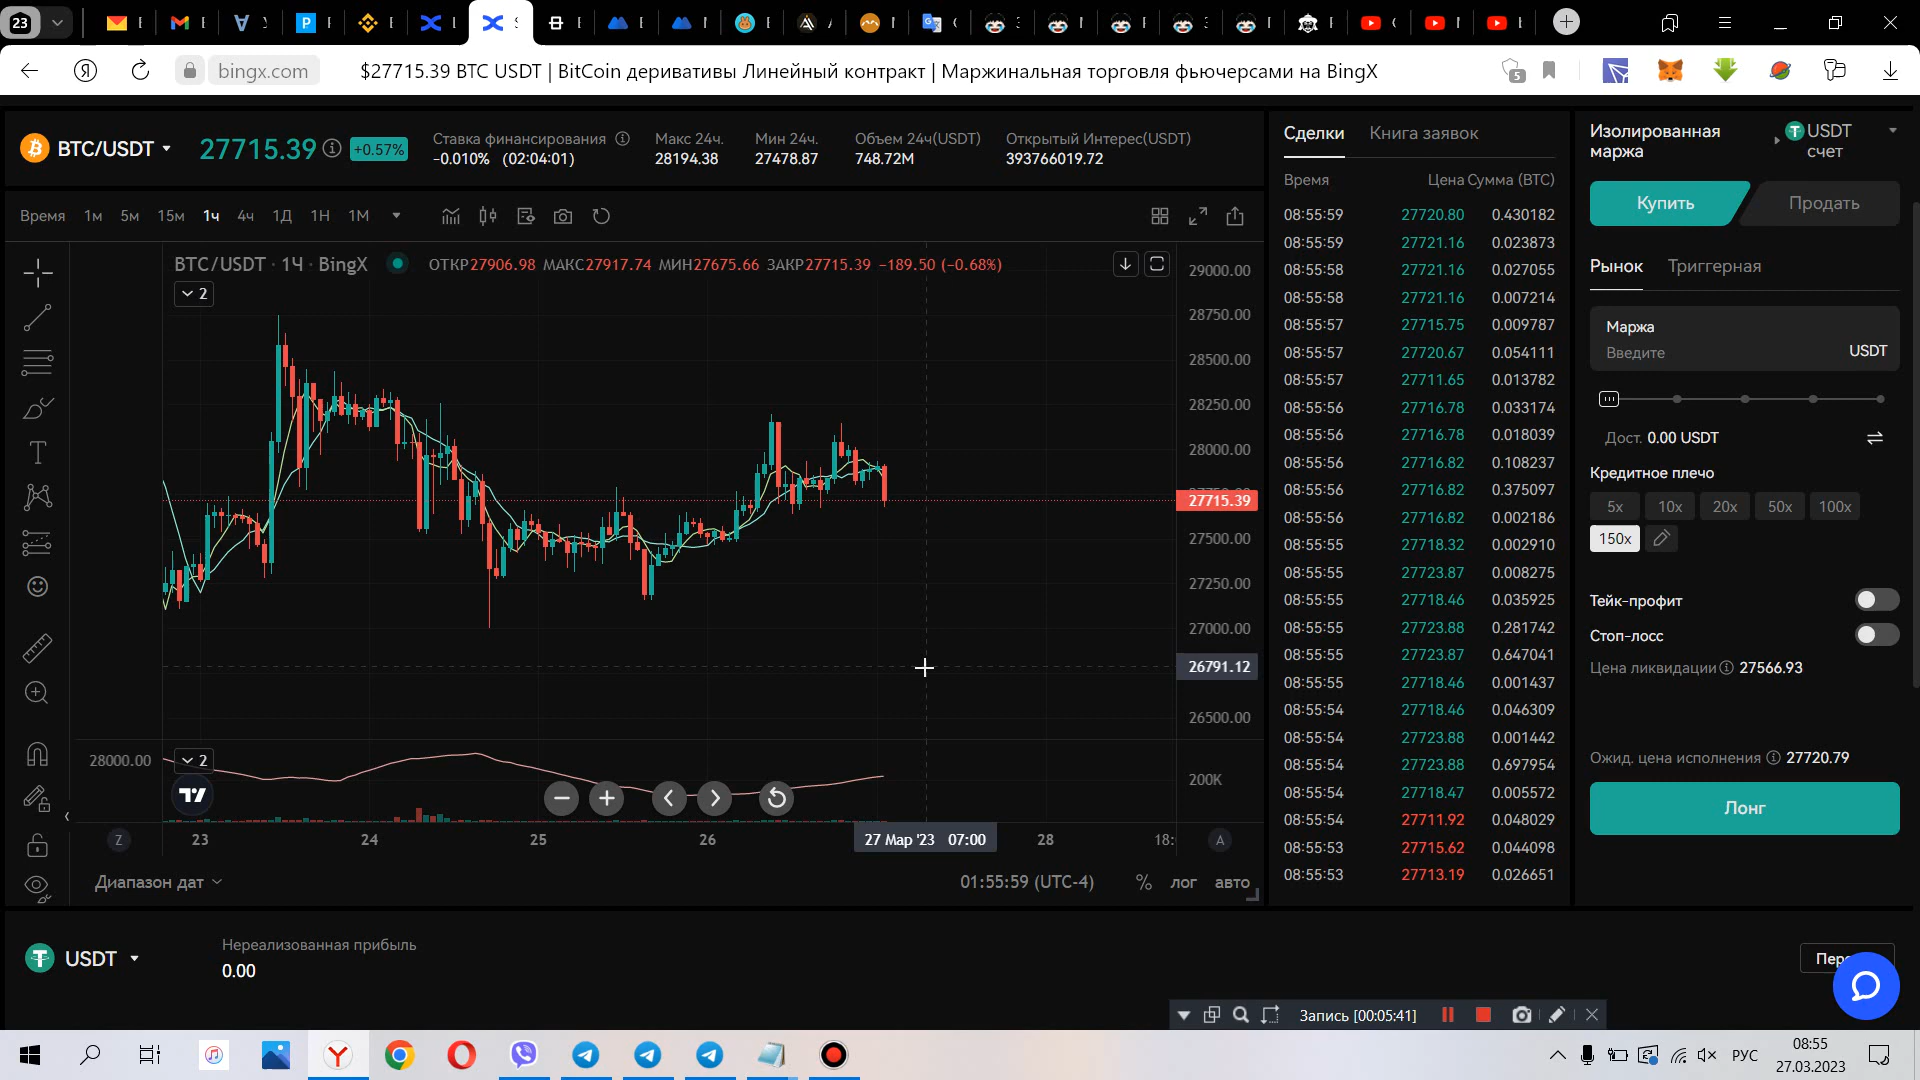 23
bingx.com
$27715.39 BTC USDT | BitCoin деривативы Линейный контракт | Маржинальная торговля фьючерсами на BingX
5
BTC/USDT
27715.39
+0.57%
Ставка финансирования
-0.010% (02:04:01)
Макс 24ч.
28194.38
Мин 24ч.
27478.87
Объем 24ч(USDT)
748.72M
Открытый Интерес(USDT)
393766019.72
Время 1м 5м 15м 1ч 4ч 1Д 1Н 1М
BTC/USDT · 1Ч · BingX
ОТКР27906.98 МАКС27917.74 МИН27675.66 ЗАКР27715.39 −189.50 (−0.68%)
2
29000.00
28750.00
28500.00
28250.00
28000.00
27715.39
27500.00
27250.00
27000.00
26791.12
26500.00
28000.00
2
200K
Z
23
24
25
26
27 Мар '23 07:00
28
18:
A
Диапазон дат
01:55:59 (UTC-4)
%
лог
авто
Сделки
Книга заявок
Время Цена Сумма (BTC)
08:55:59 27720.80 0.430182
08:55:59 27721.16 0.023873
08:55:58 27721.16 0.027055
08:55:58 27721.16 0.007214
08:55:57 27715.75 0.009787
08:55:57 27720.67 0.054111
08:55:57 27711.65 0.013782
08:55:56 27716.78 0.033174
08:55:56 27716.78 0.018039
08:55:56 27716.82 0.108237
08:55:56 27716.82 0.375097
08:55:56 27716.82 0.002186
08:55:55 27718.32 0.002910
08:55:55 27723.87 0.008275
08:55:55 27718.46 0.035925
08:55:55 27723.88 0.281742
08:55:55 27723.87 0.647041
08:55:55 27718.46 0.001437
08:55:54 27718.46 0.046309
08:55:54 27723.88 0.001442
08:55:54 27723.88 0.697954
08:55:54 27718.47 0.005572
08:55:54 27711.92 0.048029
08:55:53 27715.62 0.044098
08:55:53 27713.19 0.026651
Изолированная
маржа
USDT
счет
Купить
Продать
Рынок
Триггерная
Маржа
Введите
USDT
Дост. 0.00 USDT
Кредитное плечо
5x 10x 20x 50x 100x
150x
Тейк-профит
Стоп-лосс
Цена ликвидации 27566.93
Ожид. цена исполнения 27720.79
Лонг
USDT
Нереализованная прибыль
0.00
Запись [00:05:41]
РУС
08:55
27.03.2023